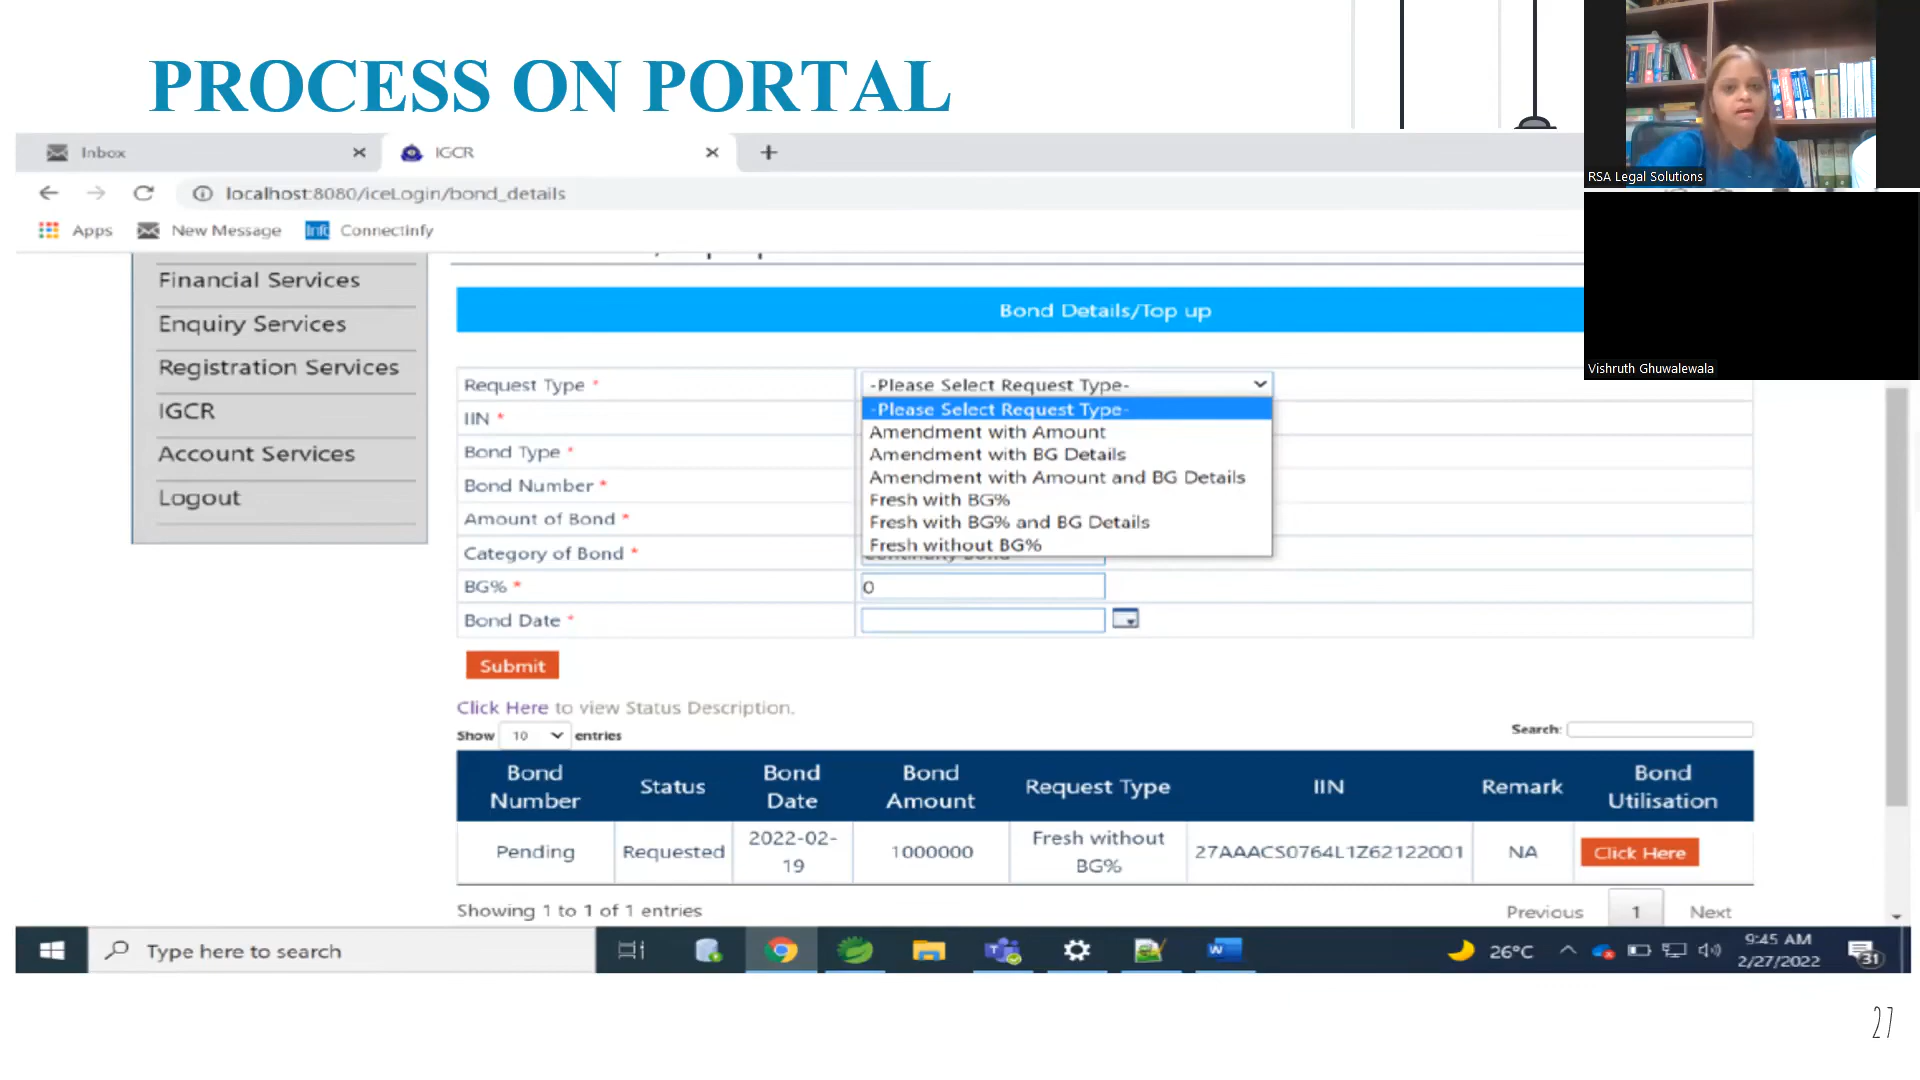 PROCESS ON PORTAL
RSA Legal Solutions
Vishruth Ghuwalewala
Inbox
IGCR
localhost:8080/iceLogin/bond_details
Apps
New Message
Connectinfy
Financial Services
Enquiry Services
Registration Services
IGCR
Account Services
Logout
Bond Details/Top up
Request Type *
-Please Select Request Type-
-Please Select Request Type-
Amendment with Amount
Amendment with BG Details
Amendment with Amount and BG Details
Fresh with BG%
Fresh with BG% and BG Details
Fresh without BG%
IIN *
Bond Type *
Bond Number *
Amount of Bond *
Category of Bond *
Continuity Bond
BG% *
0
Bond Date *
Submit
Click Here to view Status Description.
Show 10 entries
Search:
Bond Number Status Bond Date Bond Amount Request Type IIN Remark Bond Utilisation
Pending Requested 2022-02-19 1000000 Fresh without BG% 27AAACS0764L1Z62122001 NA Click Here
Showing 1 to 1 of 1 entries
Previous 1 Next
Type here to search
26°C
9:45 AM
2/27/2022
31
27